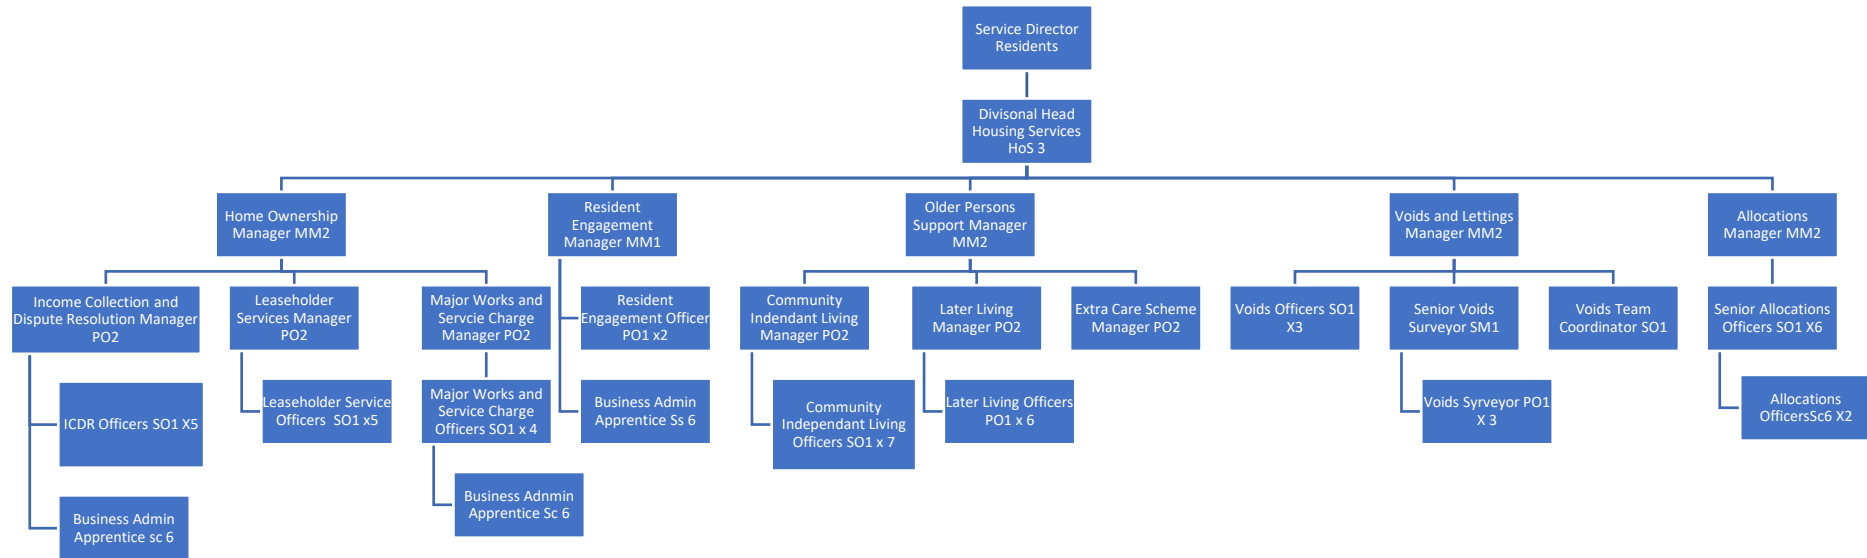 Service Director
Residents
Divisonal Head
Housing Services
HoS 3
Home Ownership
Manager MM2
Resident
Engagement
Manager MM1
Older Persons
Support Manager
MM2
Voids and Lettings
Manager MM2
Allocations
Manager MM2
Income Collection and
Dispute Resolution Manager
PO2
Leaseholder
Services Manager
PO2
Major Works and
Servcie Charge
Manager PO2
Resident
Engagement Officer
PO1 x2
Community
Indendant Living
Manager PO2
Later Living
Manager PO2
Extra Care Scheme
Manager PO2
Voids Officers SO1
X3
Senior Voids
Surveyor SM1
Voids Team
Coordinator SO1
Senior Allocations
Officers SO1 X6
ICDR Officers SO1 X5
Leaseholder Service
Officers SO1 x5
Major Works and
Service Charge
Officers SO1 x 4
Business Admin
Apprentice Ss 6
Community
Independant Living
Officers SO1 x 7
Later Living Officers
PO1 x 6
Voids Syrveyor PO1
X 3
Allocations
OfficersSc6 X2
Business Admin
Apprentice sc 6
Business Adnmin
Apprentice Sc 6